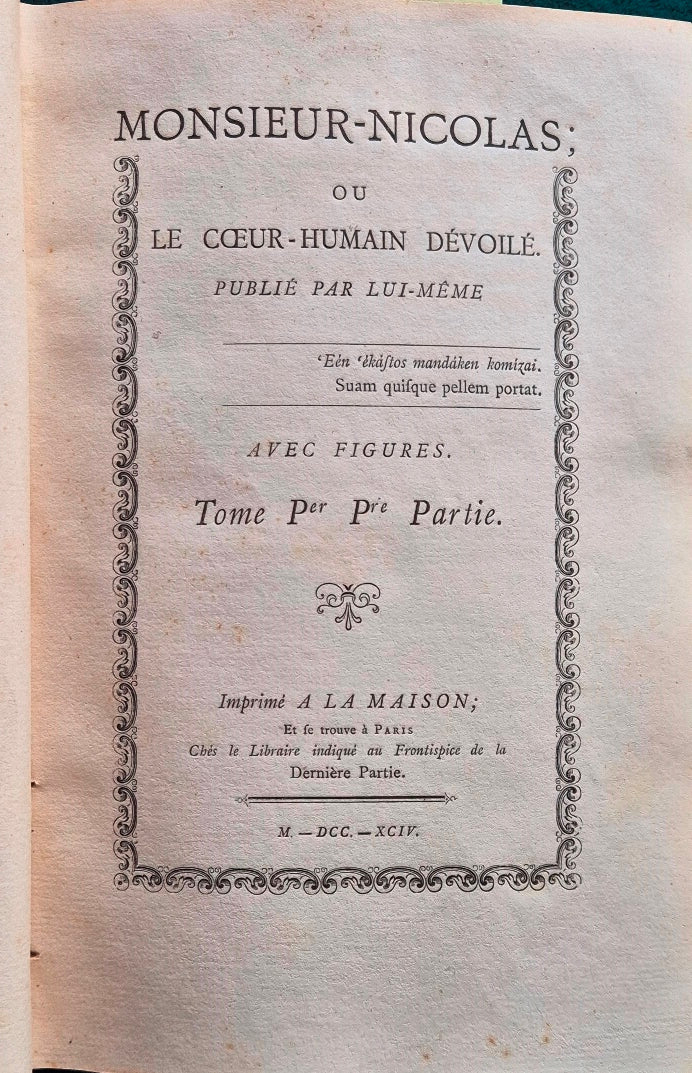 MONSIEUR-NICOLAS;
OU
LE CŒUR-HUMAIN DÉVOILÉ.
PUBLIÉ PAR LUI-MÊME
‘Eén ‘ékáſtos mandáken komízai.
Suam quiſque pellem portat.
AVEC FIGURES.
Tome Pᵉʳ Pʳᵉ Partie.
Imprimé A LA MAISON;
Et ſe trouve à PARIS
Chés le Libraire indiqué au Frontispice de la
Dernière Partie.
M. — DCC. — XCIV.